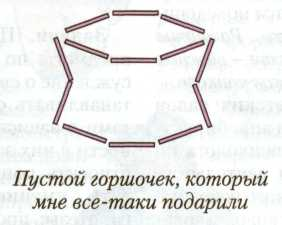 Пустой горшочек, который
мне все-таки подарили